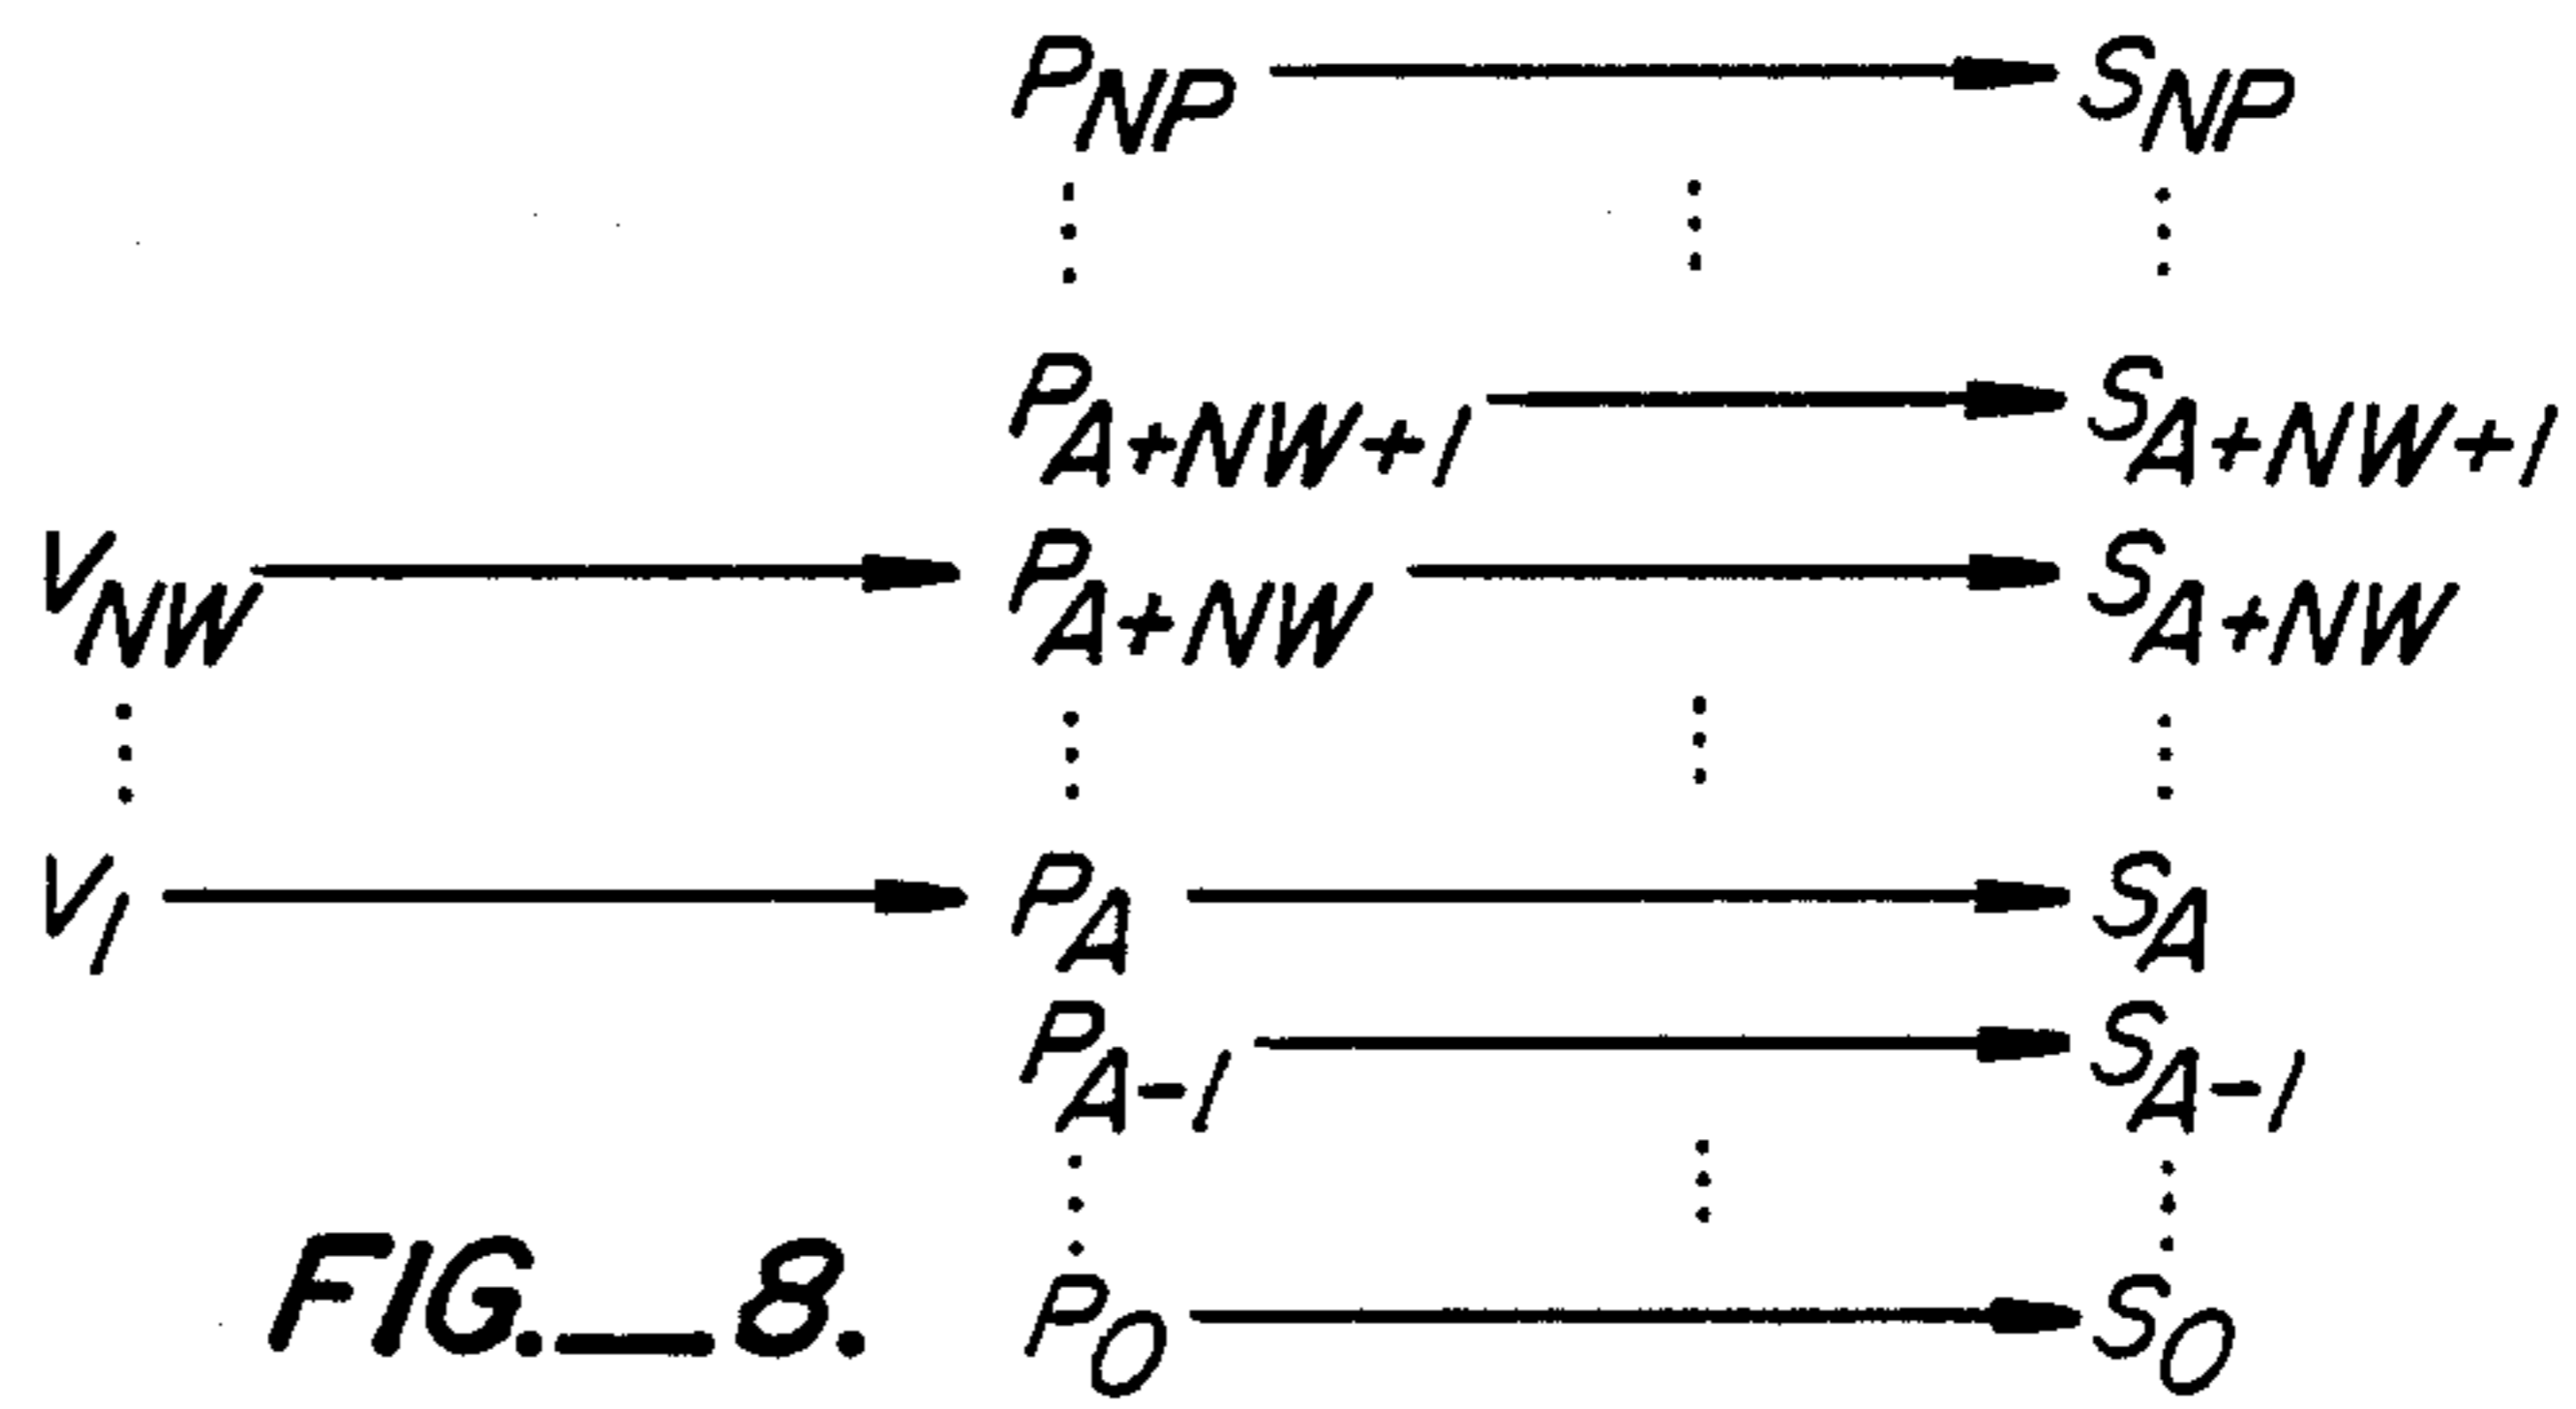 P_NP → S_NP
P_A+NW+1 → S_A+NW+1
V_NW → P_A+NW → S_A+NW
V_1 → P_A → S_A
P_A-1 → S_A-1
P_0 → S_0
FIG._8.